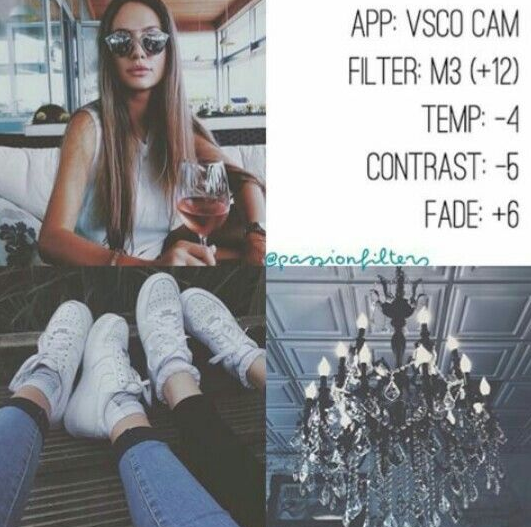 APP: VSCO CAM
FILTER: M3 (+12)
TEMP: -4
CONTRAST: -5
FADE: +6
@passionfilters